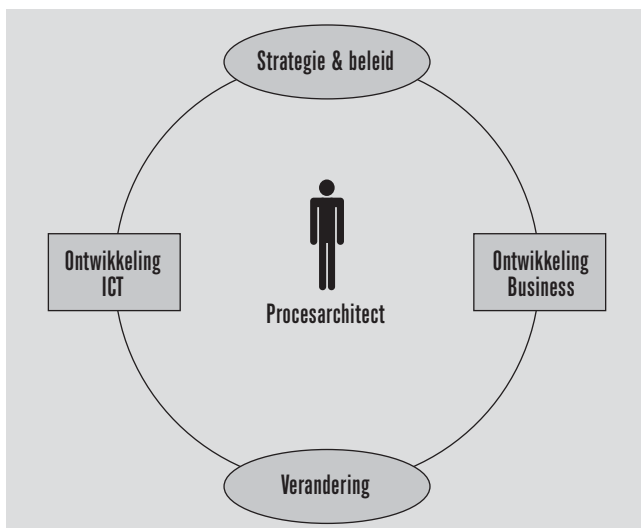 Strategie & beleid
Ontwikkeling
ICT
Procesarchitect
Ontwikkeling
Business
Verandering